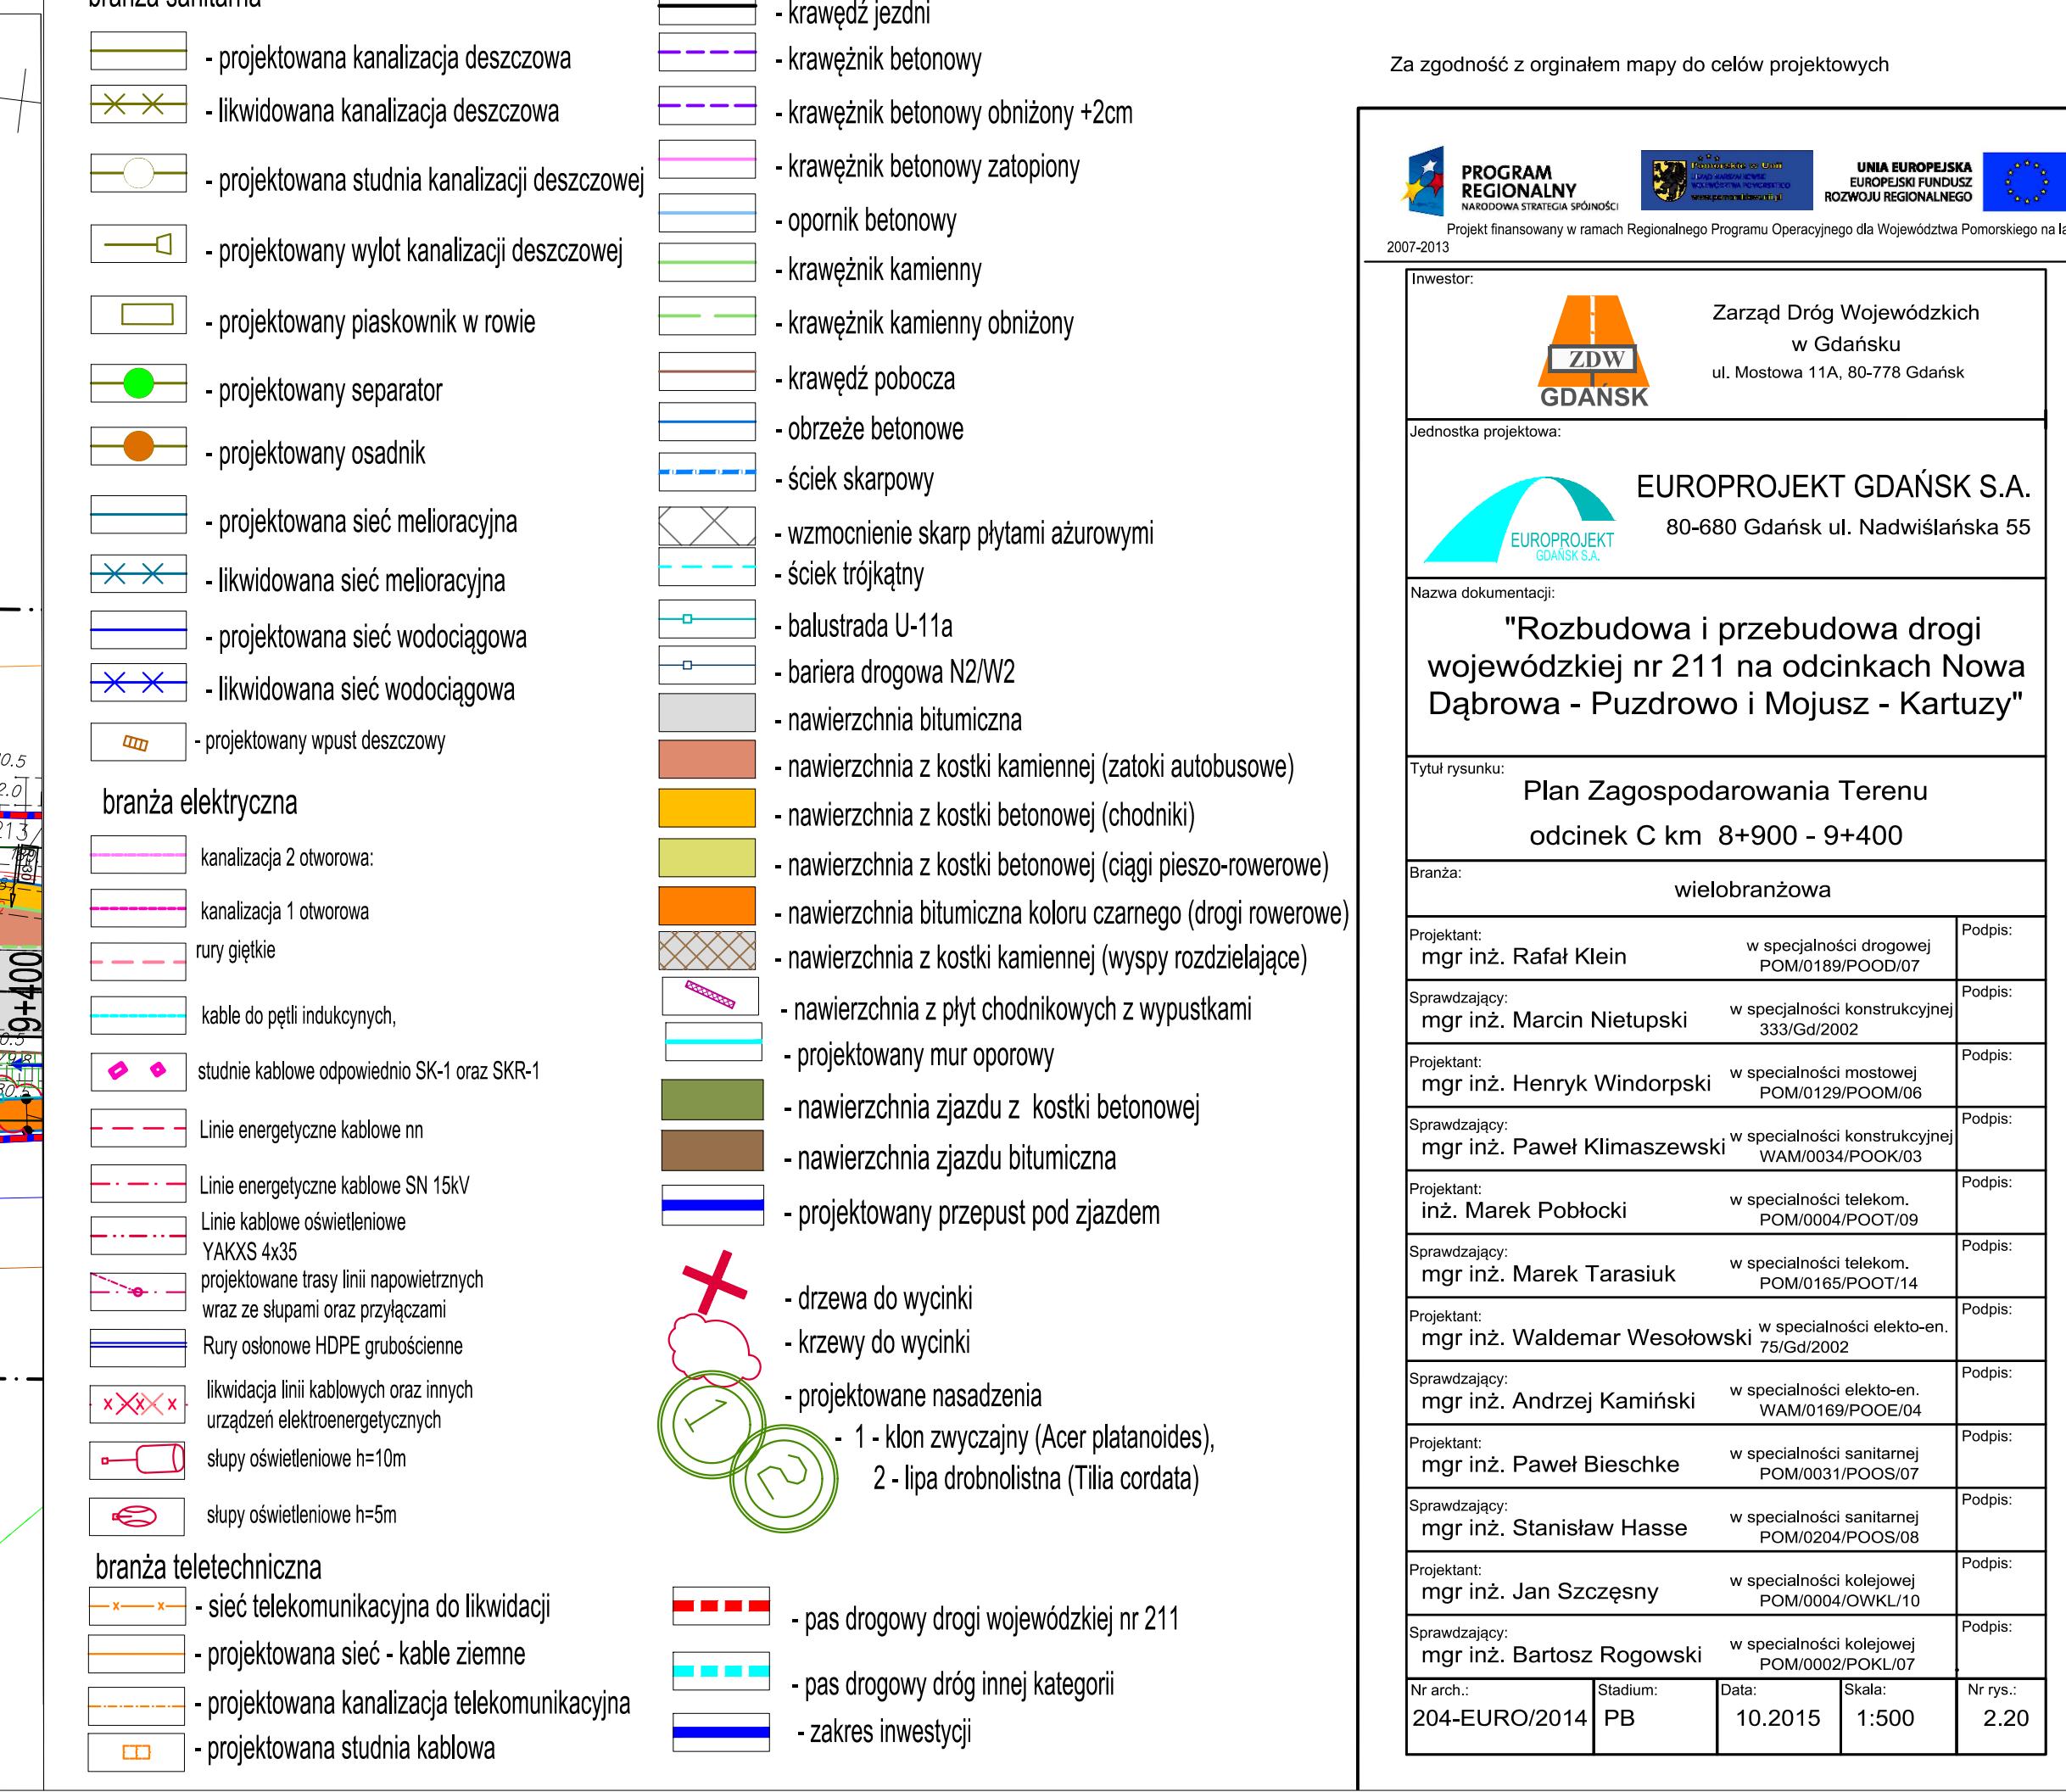 branża sanitarna
- projektowana kanalizacja deszczowa
- likwidowana kanalizacja deszczowa
- projektowana studnia kanalizacji deszczowej
- projektowany wylot kanalizacji deszczowej
- projektowany piaskownik w rowie
- projektowany separator
- projektowany osadnik
- projektowana sieć melioracyjna
- likwidowana sieć melioracyjna
- projektowana sieć wodociągowa
- likwidowana sieć wodociągowa
- projektowany wpust deszczowy
branża elektryczna
kanalizacja 2 otworowa:
kanalizacja 1 otworowa
rury giętkie
kable do pętli indukcynych,
studnie kablowe odpowiednio SK-1 oraz SKR-1
Linie energetyczne kablowe nn
Linie energetyczne kablowe SN 15kV
Linie kablowe oświetleniowe
YAKXS 4x35
projektowane trasy linii napowietrznych
wraz ze słupami oraz przyłączami
Rury osłonowe HDPE grubościenne
likwidacja linii kablowych oraz innych
urządzeń elektroenergetycznych
słupy oświetleniowe h=10m
słupy oświetleniowe h=5m
branża teletechniczna
- sieć telekomunikacyjna do likwidacji
- projektowana sieć - kable ziemne
- projektowana kanalizacja telekomunikacyjna
- projektowana studnia kablowa
9+400
- krawędź jezdni
- krawężnik betonowy
- krawężnik betonowy obniżony +2cm
- krawężnik betonowy zatopiony
- opornik betonowy
- krawężnik kamienny
- krawężnik kamienny obniżony
- krawędź pobocza
- obrzeże betonowe
- ściek skarpowy
- wzmocnienie skarp płytami ażurowymi
- ściek trójkątny
- balustrada U-11a
- bariera drogowa N2/W2
- nawierzchnia bitumiczna
- nawierzchnia z kostki kamiennej (zatoki autobusowe)
- nawierzchnia z kostki betonowej (chodniki)
- nawierzchnia z kostki betonowej (ciągi pieszo-rowerowe)
- nawierzchnia bitumiczna koloru czarnego (drogi rowerowe)
- nawierzchnia z kostki kamiennej (wyspy rozdzielające)
- nawierzchnia z płyt chodnikowych z wypustkami
- projektowany mur oporowy
- nawierzchnia zjazdu z kostki betonowej
- nawierzchnia zjazdu bitumiczna
- projektowany przepust pod zjazdem
- drzewa do wycinki
- krzewy do wycinki
- projektowane nasadzenia
- 1 - klon zwyczajny (Acer platanoides),
2 - lipa drobnolistna (Tilia cordata)
1
2
- pas drogowy drogi wojewódzkiej nr 211
- pas drogowy dróg innej kategorii
- zakres inwestycji
Za zgodność z orginałem mapy do celów projektowych
PROGRAM
REGIONALNY
NARODOWA STRATEGIA SPÓJNOŚCI
Pomorskie w Unii
UNIA EUROPEJSKA
EUROPEJSKI FUNDUSZ
ROZWOJU REGIONALNEGO
Projekt finansowany w ramach Regionalnego Programu Operacyjnego dla Województwa Pomorskiego na la
2007-2013
Inwestor:
ZDW
GDAŃSK
Zarząd Dróg Wojewódzkich
w Gdańsku
ul. Mostowa 11A, 80-778 Gdańsk
Jednostka projektowa:
EUROPROJEKT
GDAŃSK S.A.
EUROPROJEKT GDAŃSK S.A.
80-680 Gdańsk ul. Nadwiślańska 55
Nazwa dokumentacji:
"Rozbudowa i przebudowa drogi
wojewódzkiej nr 211 na odcinkach Nowa
Dąbrowa - Puzdrowo i Mojusz - Kartuzy"
Tytuł rysunku:
Plan Zagospodarowania Terenu
odcinek C km 8+900 - 9+400
Branża:
wielobranżowa
Projektant:
mgr inż. Rafał Klein
w specjalności drogowej
POM/0189/POOD/07
Podpis:
Sprawdzający:
mgr inż. Marcin Nietupski
w specialności konstrukcyjnej
333/Gd/2002
Podpis:
Projektant:
mgr inż. Henryk Windorpski
w specialności mostowej
POM/0129/POOM/06
Podpis:
Sprawdzający:
mgr inż. Paweł Klimaszewski
w specialności konstrukcyjnej
WAM/0034/POOK/03
Podpis:
Projektant:
inż. Marek Pobłocki
w specialności telekom.
POM/0004/POOT/09
Podpis:
Sprawdzający:
mgr inż. Marek Tarasiuk
w specialności telekom.
POM/0165/POOT/14
Podpis:
Projektant:
mgr inż. Waldemar Wesołowski
w specialności elekto-en.
75/Gd/2002
Podpis:
Sprawdzający:
mgr inż. Andrzej Kamiński
w specialności elekto-en.
WAM/0169/POOE/04
Podpis:
Projektant:
mgr inż. Paweł Bieschke
w specialności sanitarnej
POM/0031/POOS/07
Podpis:
Sprawdzający:
mgr inż. Stanisław Hasse
w specialności sanitarnej
POM/0204/POOS/08
Podpis:
Projektant:
mgr inż. Jan Szczęsny
w specialności kolejowej
POM/0004/OWKL/10
Podpis:
Sprawdzający:
mgr inż. Bartosz Rogowski
w specialności kolejowej
POM/0002/POKL/07
Podpis:
Nr arch.:
204-EURO/2014
Stadium:
PB
Data:
10.2015
Skala:
1:500
Nr rys.:
2.20